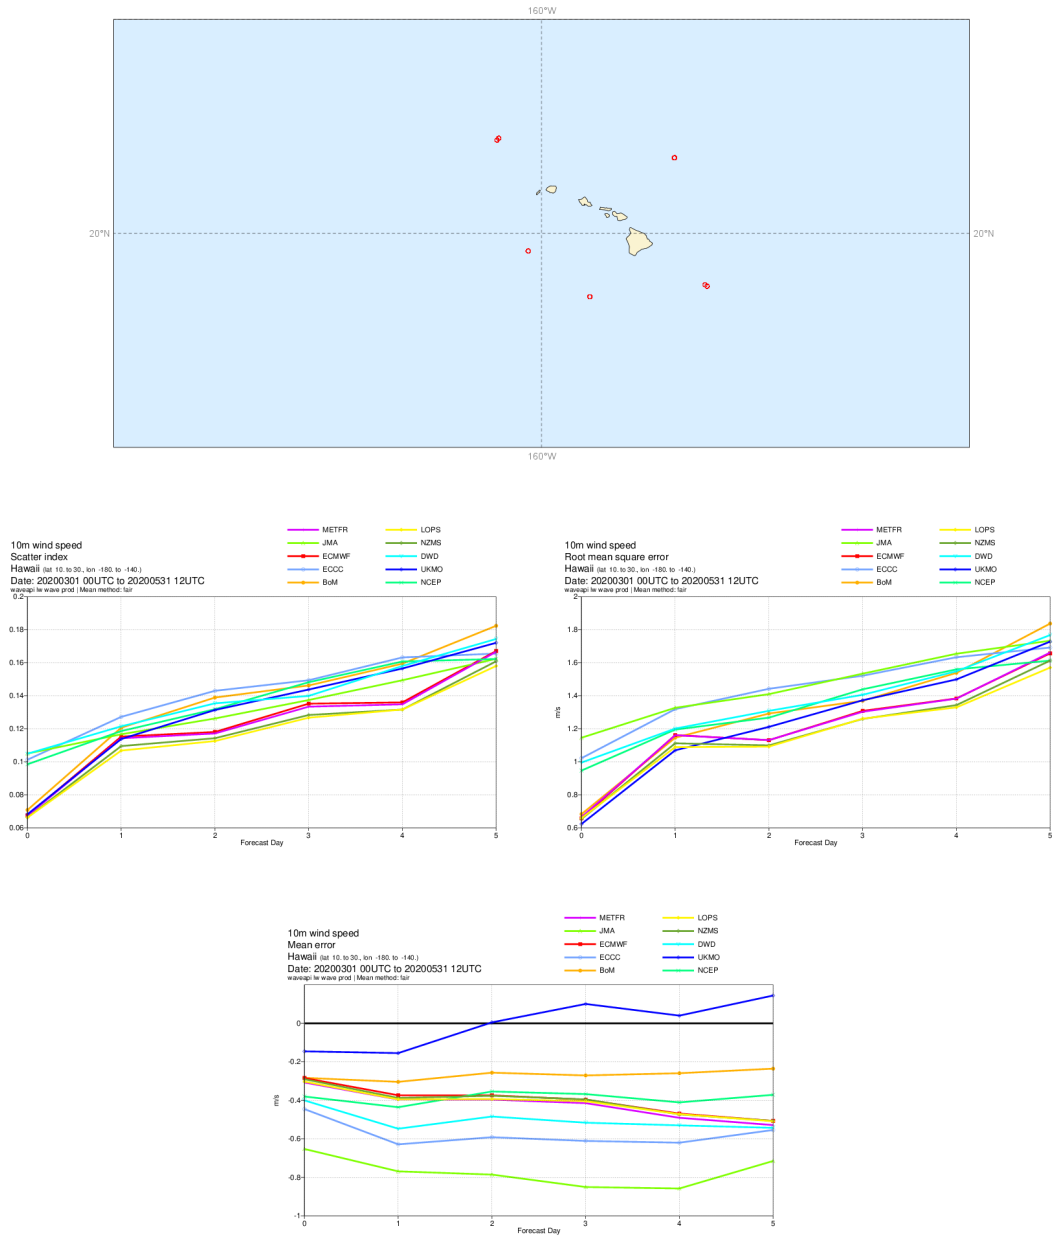 160°W
20°N
20°N
160°W
METFR
LOPS
JMA
NZMS
ECMWF
DWD
ECCC
UKMO
BoM
NCEP
10m wind speed
Scatter index
Hawaii (lat 10. to 30., lon -180. to -140.)
Date: 20200301 00UTC to 20200531 12UTC
waveapi lw wave prod | Mean method: fair
0.2
0.18
0.16
0.14
0.12
0.1
0.08
0.06
0 1 2 3 4 5
Forecast Day
METFR
LOPS
JMA
NZMS
ECMWF
DWD
ECCC
UKMO
BoM
NCEP
10m wind speed
Root mean square error
Hawaii (lat 10. to 30., lon -180. to -140.)
Date: 20200301 00UTC to 20200531 12UTC
waveapi lw wave prod | Mean method: fair
2
1.8
1.6
1.4
1.2
1
0.8
0.6
m/s
0 1 2 3 4 5
Forecast Day
METFR
LOPS
JMA
NZMS
ECMWF
DWD
ECCC
UKMO
BoM
NCEP
10m wind speed
Mean error
Hawaii (lat 10. to 30., lon -180. to -140.)
Date: 20200301 00UTC to 20200531 12UTC
waveapi lw wave prod | Mean method: fair
0
-0.2
-0.4
-0.6
-0.8
-1
m/s
0 1 2 3 4 5
Forecast Day